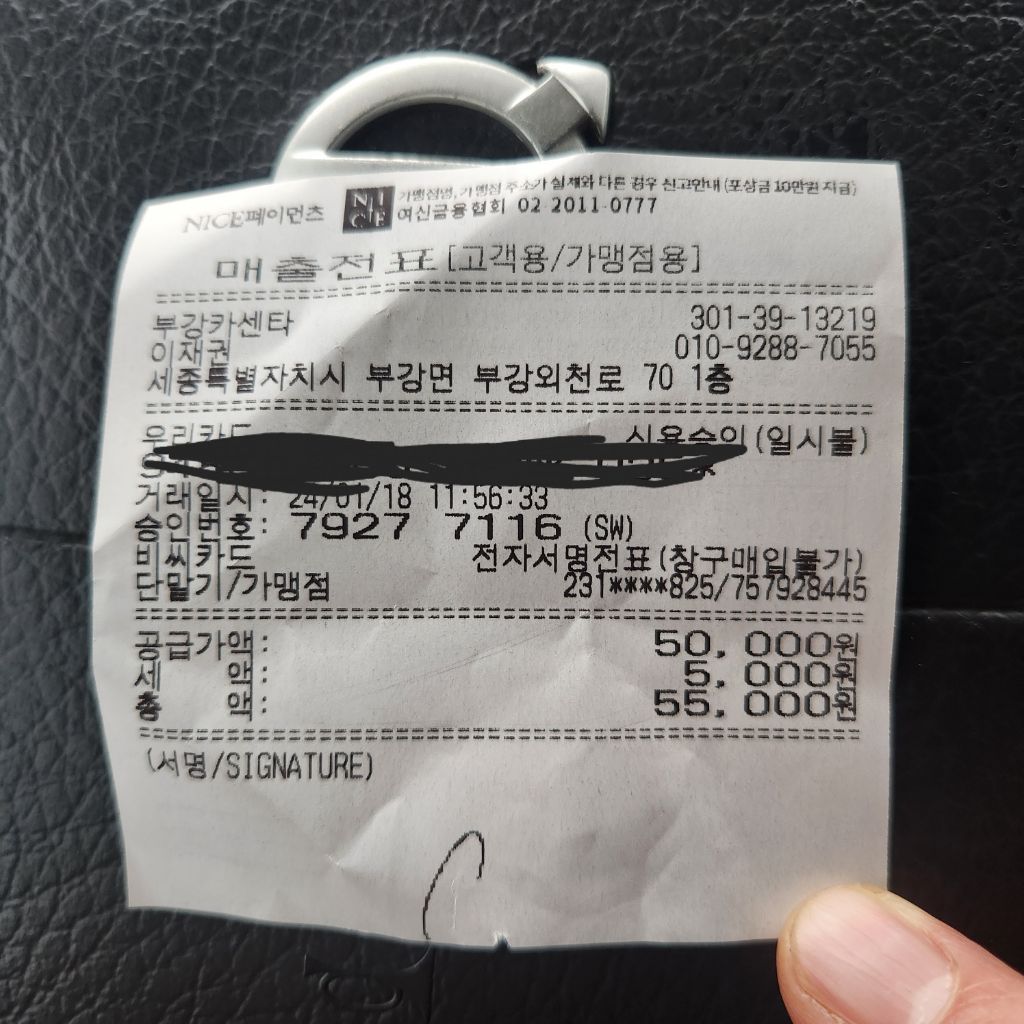 NICE페이먼츠 NICE 가맹점명, 가맹점 주소가 실제와 다른 경우 신고안내 (포상금 10만원 지급)
여신금융협회 02-2011-0777
매출전표 [고객용/가맹점용]
부강카센타 301-39-13219
이재권 010-9288-7055
세종특별자치시 부강면 부강외천로 70 1층
우리카드 신용승인(일시불)
거래일시: 24/01/18 11:56:33
승인번호: 7927 7116 (SW)
비씨카드 전자서명전표(창구매입불가)
단말기/가맹점 231****825/757928445
공급가액: 50,000원
세 액: 5,000원
총 액: 55,000원
(서명/SIGNATURE)